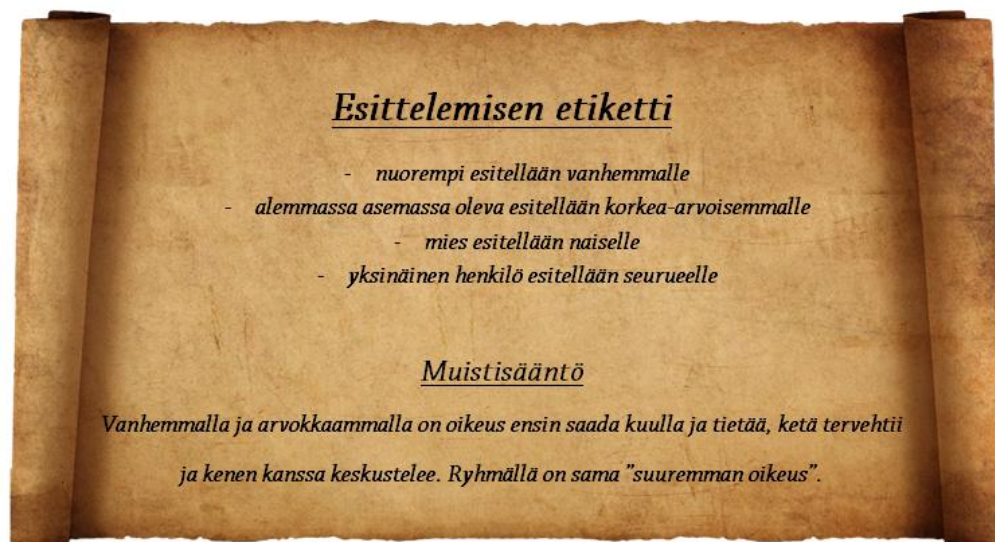 Esittelemisen etiketti
- nuorempi esitellään vanhemmalle
- alemmassa asemassa oleva esitellään korkea-arvoisemmalle
- mies esitellään naiselle
- yksinäinen henkilö esitellään seurueelle
Muistisääntö
Vanhemmalla ja arvokkaammalla on oikeus ensin saada kuulla ja tietää, ketä tervehtii
ja kenen kanssa keskustelee. Ryhmällä on sama ”suuremman oikeus”.